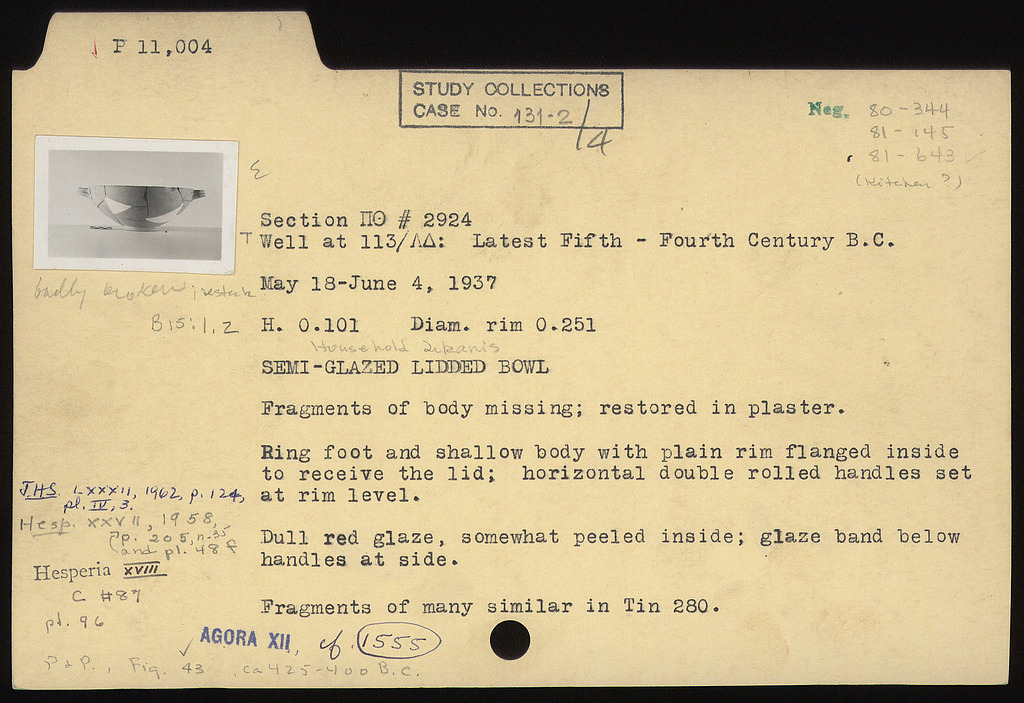 P 11,004
STUDY COLLECTIONS
CASE No. 131-2/4
Neg. 80-344
81-145
81-643 ✓
(Kitchen ?)
ε
Section ΠΘ # 2924
T Well at 113/ΛΔ: Latest Fifth - Fourth Century B.C.
badly broken;
May 18-June 4, 1937
B15:1.2 H. 0.101 Diam. rim 0.251
Household Lekanis
SEMI-GLAZED LIDDED BOWL
Fragments of body missing; restored in plaster.
Ring foot and shallow body with plain rim flanged inside
to receive the lid; horizontal double rolled handles set
at rim level.
J.H.S. LXXXII, 1962, p. 124,
pl. IV, 3.
Hesp. XXVII, 1958,
p. 205, n. 35
and pl. 48 f
Dull red glaze, somewhat peeled inside; glaze band below
handles at side.
Hesperia XVIII
C #87
pl. 96
Fragments of many similar in Tin 280.
✓ AGORA XII, cf. 1555
P & P., Fig. 43, ca 425-400 B.C.